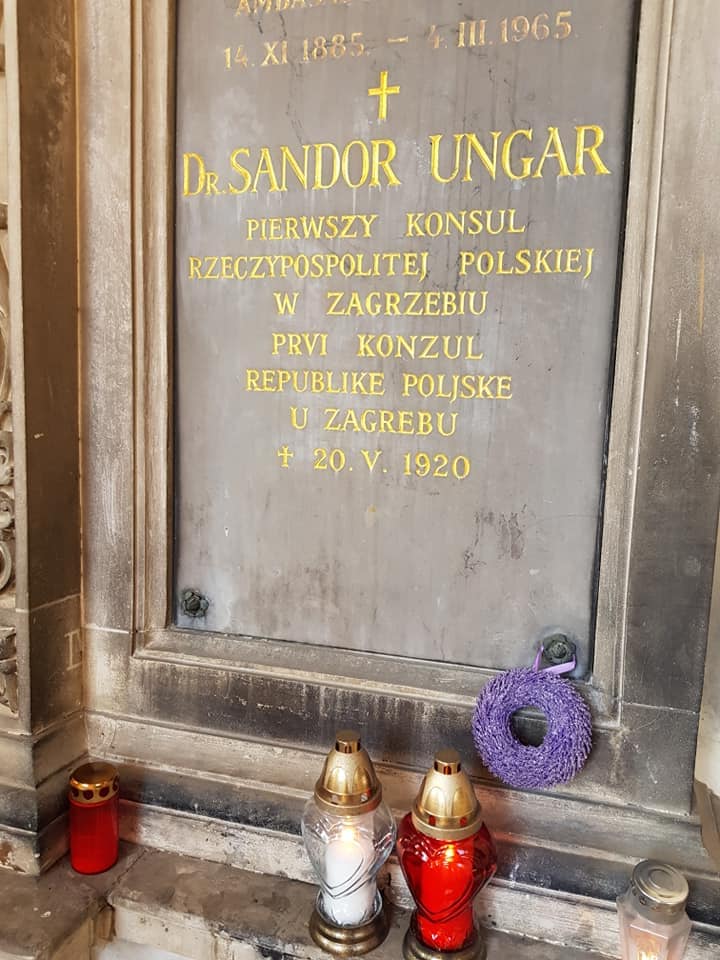 14.XI 1885. – 4.III.1965.
DR. SANDOR UNGAR
PIERWSZY KONSUL
RZECZYPOSPOLITEJ POLSKIEJ
W ZAGRZEBIU
PRVI KONZUL
REPUBLIKE POLJSKE
U ZAGREBU
✝ 20.V. 1920